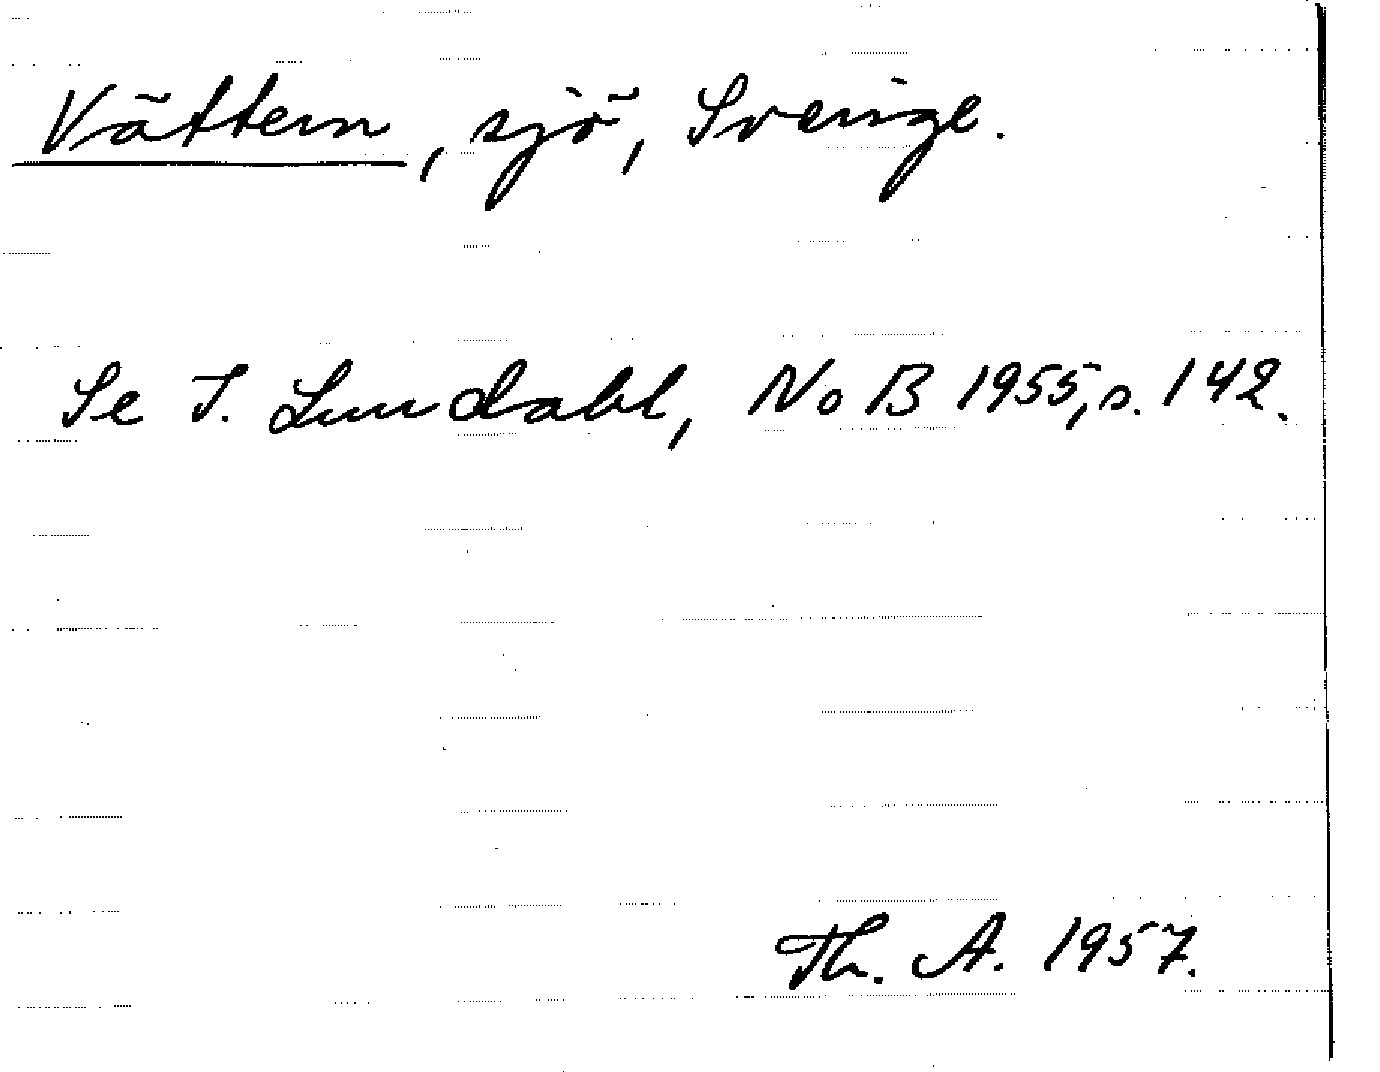 Vättern, sjö, Sverige.
Se I. Lundahl, NoB 1955, s. 142.
Th. A. 1957.